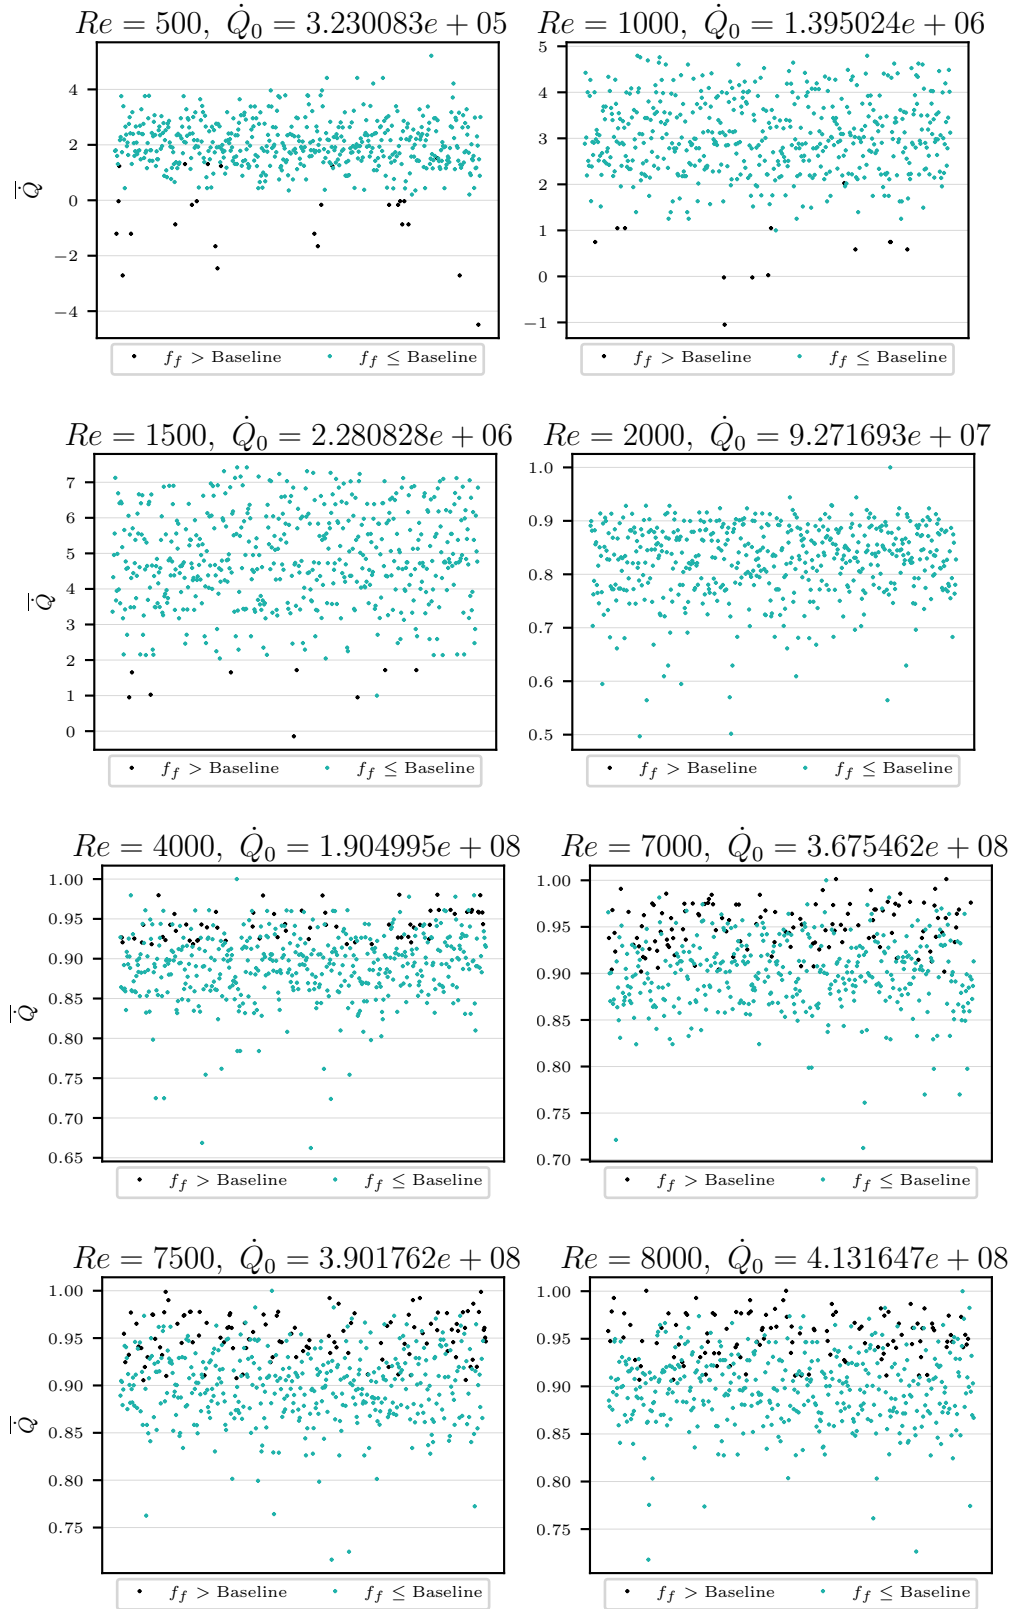 Re = 500, Q̇₀ = 3.230083e + 05
Re = 1000, Q̇₀ = 1.395024e + 06
4
2
0
−2
−4
Q̇̅
5
4
3
2
1
0
−1
f_f > Baseline
f_f ≤ Baseline
f_f > Baseline
f_f ≤ Baseline
Re = 1500, Q̇₀ = 2.280828e + 06
Re = 2000, Q̇₀ = 9.271693e + 07
7
6
5
4
3
2
1
0
Q̇̅
1.0
0.9
0.8
0.7
0.6
0.5
f_f > Baseline
f_f ≤ Baseline
f_f > Baseline
f_f ≤ Baseline
Re = 4000, Q̇₀ = 1.904995e + 08
Re = 7000, Q̇₀ = 3.675462e + 08
1.00
0.95
0.90
0.85
0.80
0.75
0.70
0.65
Q̇̅
1.00
0.95
0.90
0.85
0.80
0.75
0.70
f_f > Baseline
f_f ≤ Baseline
f_f > Baseline
f_f ≤ Baseline
Re = 7500, Q̇₀ = 3.901762e + 08
Re = 8000, Q̇₀ = 4.131647e + 08
1.00
0.95
0.90
0.85
0.80
0.75
Q̇̅
1.00
0.95
0.90
0.85
0.80
0.75
f_f > Baseline
f_f ≤ Baseline
f_f > Baseline
f_f ≤ Baseline